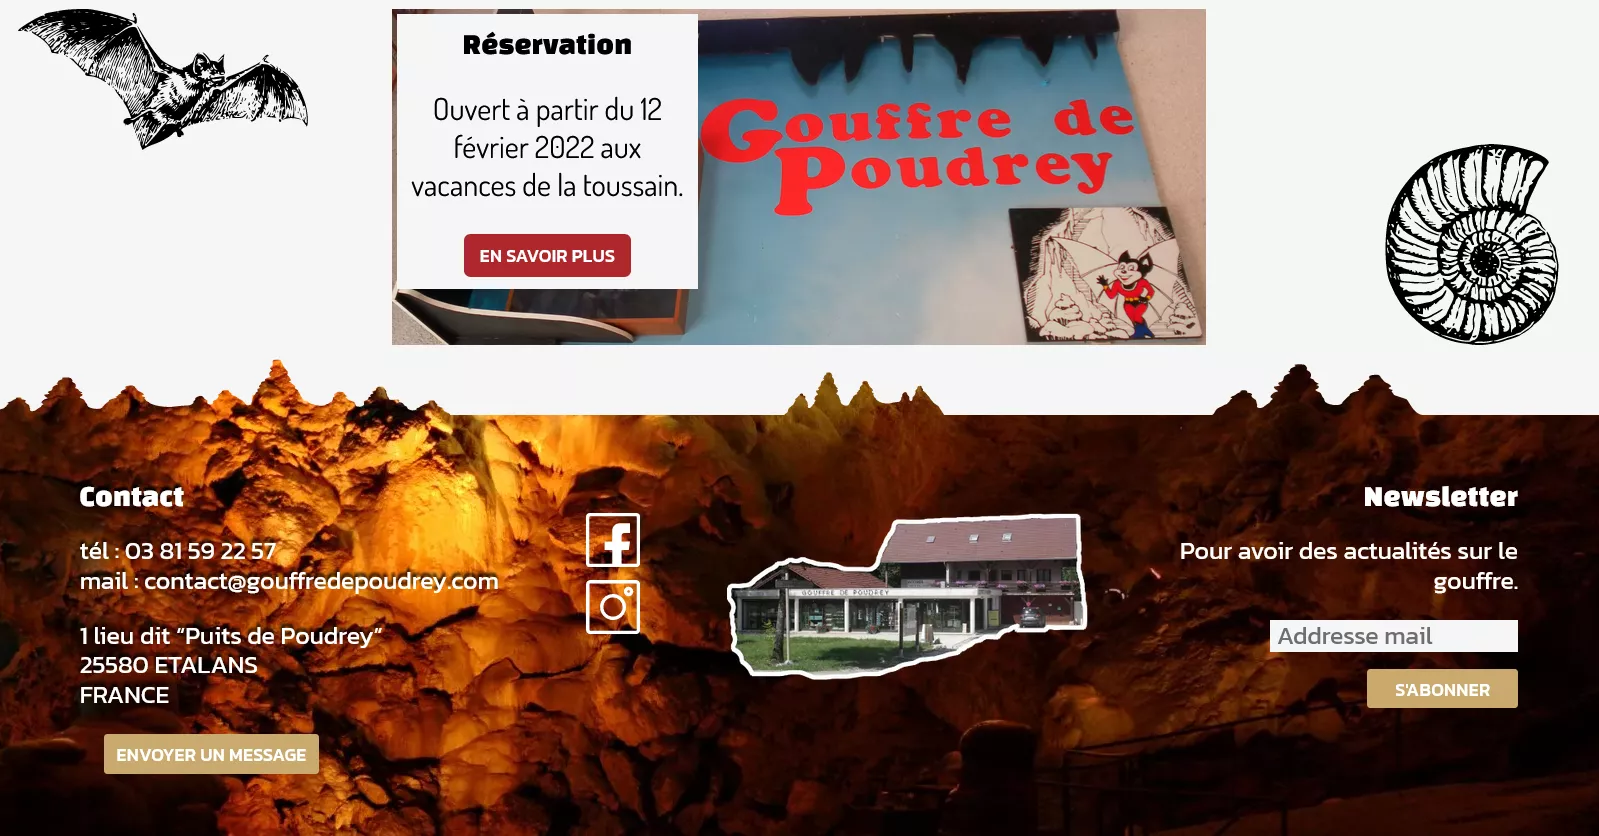 Réservation
Ouvert à partir du 12
février 2022 aux
vacances de la toussain.
EN SAVOIR PLUS
Gouffre de
Poudrey
Contact
tél : 03 81 59 22 57
mail : contact@gouffredepoudrey.com
1 lieu dit “Puits de Poudrey”
25580 ETALANS
FRANCE
ENVOYER UN MESSAGE
GOUFFRE DE POUDREY
Newsletter
Pour avoir des actualités sur le
gouffre.
Addresse mail
S'ABONNER